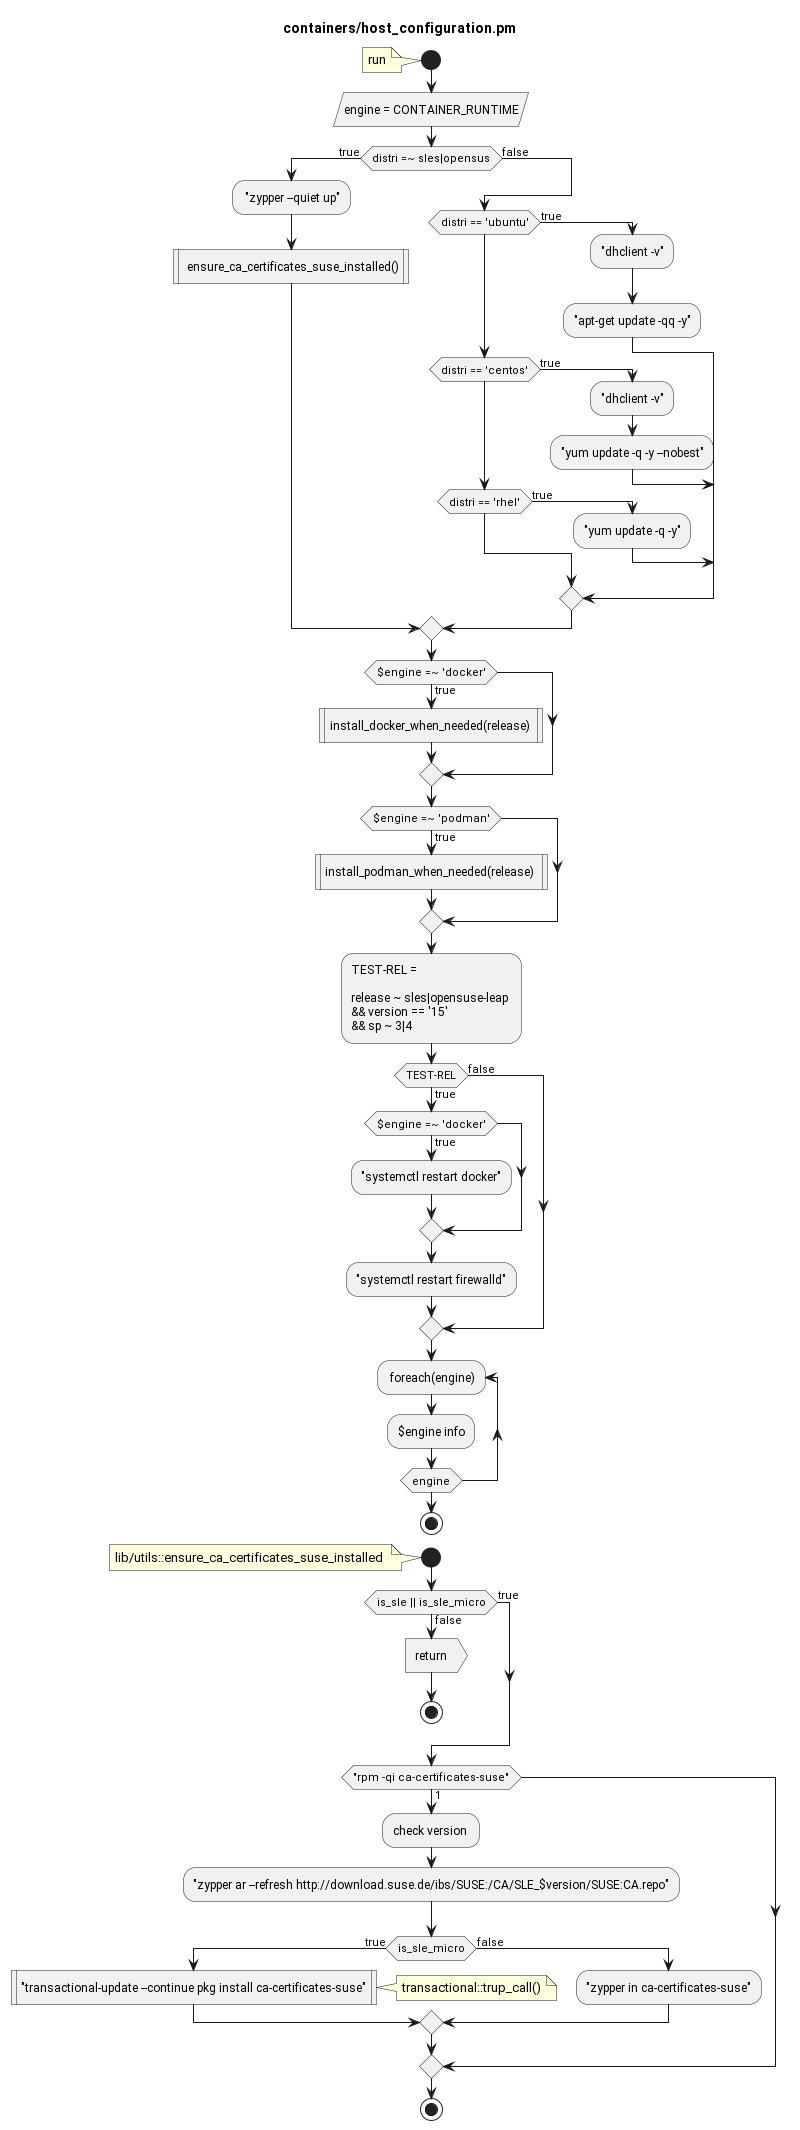 containers/host_configuration.pm
run
engine = CONTAINER_RUNTIME
true
distri =~ sles|opensus
false
"zypper –quiet up"
ensure_ca_certificates_suse_installed()
distri == 'ubuntu'
true
"dhclient -v"
"apt-get update -qq -y"
distri == 'centos'
true
"dhclient -v"
"yum update -q -y –nobest"
distri == 'rhel'
true
"yum update -q -y"
$engine =~ 'docker'
true
install_docker_when_needed(release)
$engine =~ 'podman'
true
install_podman_when_needed(release)
TEST-REL =
release ~ sles|opensuse-leap
&& version == '15'
&& sp ~ 3|4
TEST-REL
false
true
$engine =~ 'docker'
true
"systemctl restart docker"
"systemctl restart firewalld"
foreach(engine)
$engine info
engine
lib/utils::ensure_ca_certificates_suse_installed
is_sle || is_sle_micro
true
false
return
"rpm -qi ca-certificates-suse"
1
check version
"zypper ar –refresh http://download.suse.de/ibs/SUSE:/CA/SLE_$version/SUSE:CA.repo"
true
is_sle_micro
false
"transactional-update –continue pkg install ca-certificates-suse"
transactional::trup_call()
"zypper in ca-certificates-suse"